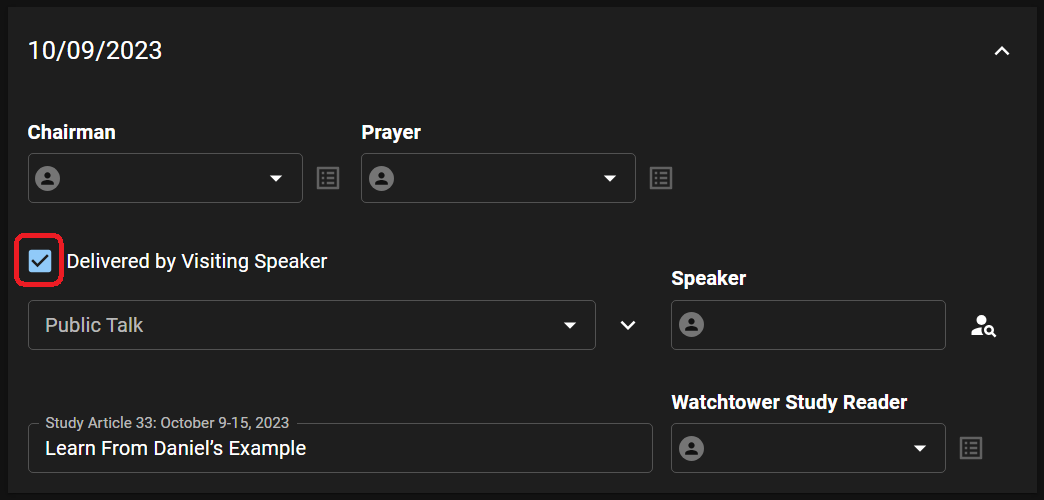 10/09/2023
Chairman
Prayer
Delivered by Visiting Speaker
Speaker
Public Talk
Watchtower Study Reader
Study Article 33: October 9-15, 2023
Learn From Daniel’s Example